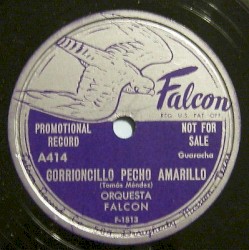 Falcon
REG. U.S. PAT. OFF.
PROMOTIONAL
RECORD
NOT FOR
SALE
A414
Guaracha
GORRIONCILLO PECHO AMARILLO
(Tomás Méndez)
ORQUESTA
FALCON
F-1513